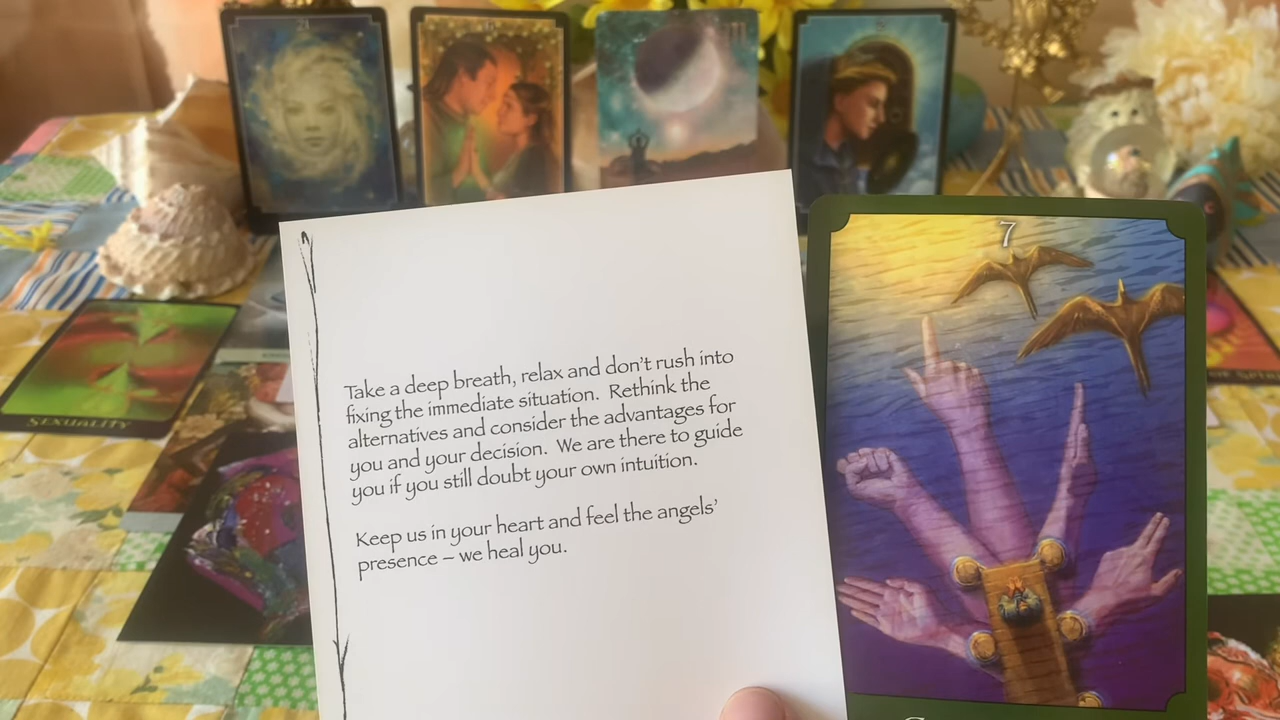 21
Take a deep breath, relax and don't rush into
fixing the immediate situation. Rethink the
alternatives and consider the advantages for
you and your decision. We are there to guide
you if you still doubt your own intuition.
Keep us in your heart and feel the angels'
presence – we heal you.
7
SEXUALITY